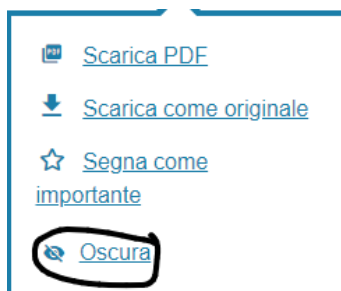 PDF
Scarica PDF
Scarica come originale
Segna come
importante
Oscura